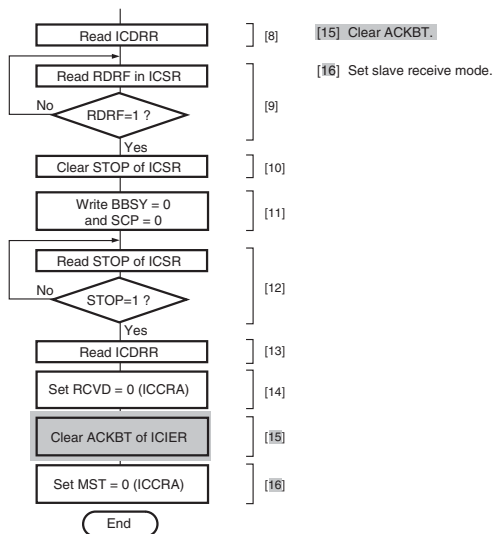 Read ICDRR
[8]
[15] Clear ACKBT.
Read RDRF in ICSR
[16] Set slave receive mode.
No
RDRF=1 ?
[9]
Yes
Clear STOP of ICSR
[10]
Write BBSY = 0
and SCP = 0
[11]
Read STOP of ICSR
No
STOP=1 ?
[12]
Yes
Read ICDRR
[13]
Set RCVD = 0 (ICCRA)
[14]
Clear ACKBT of ICIER
[15]
Set MST = 0 (ICCRA)
[16]
End